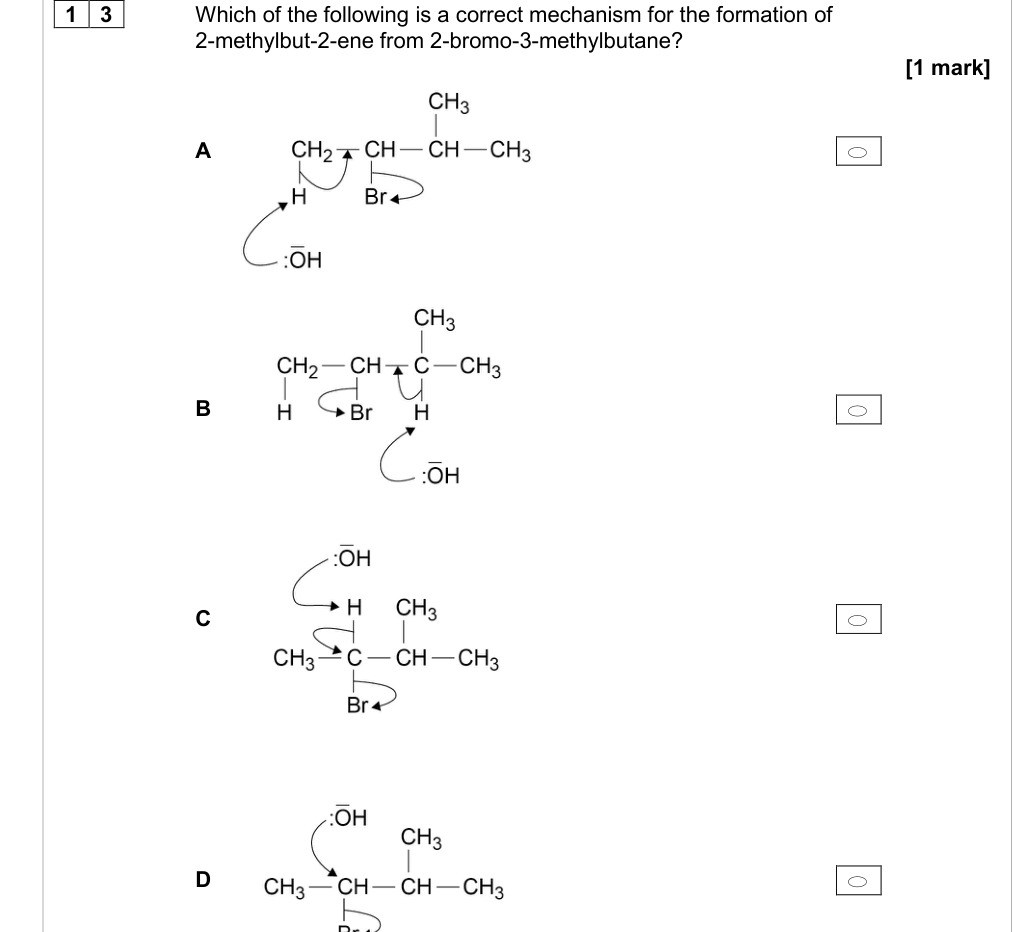 1 3 Which of the following is a correct mechanism for the formation of
2-methylbut-2-ene from 2-bromo-3-methylbutane?
[1 mark]
CH3
A CH2 CH CH CH3
H Br
:OH
CH3
CH2 CH C CH3
B H Br H
:OH
:OH
H CH3
C
CH3 C CH CH3
Br
:OH
CH3
D CH3 CH CH CH3